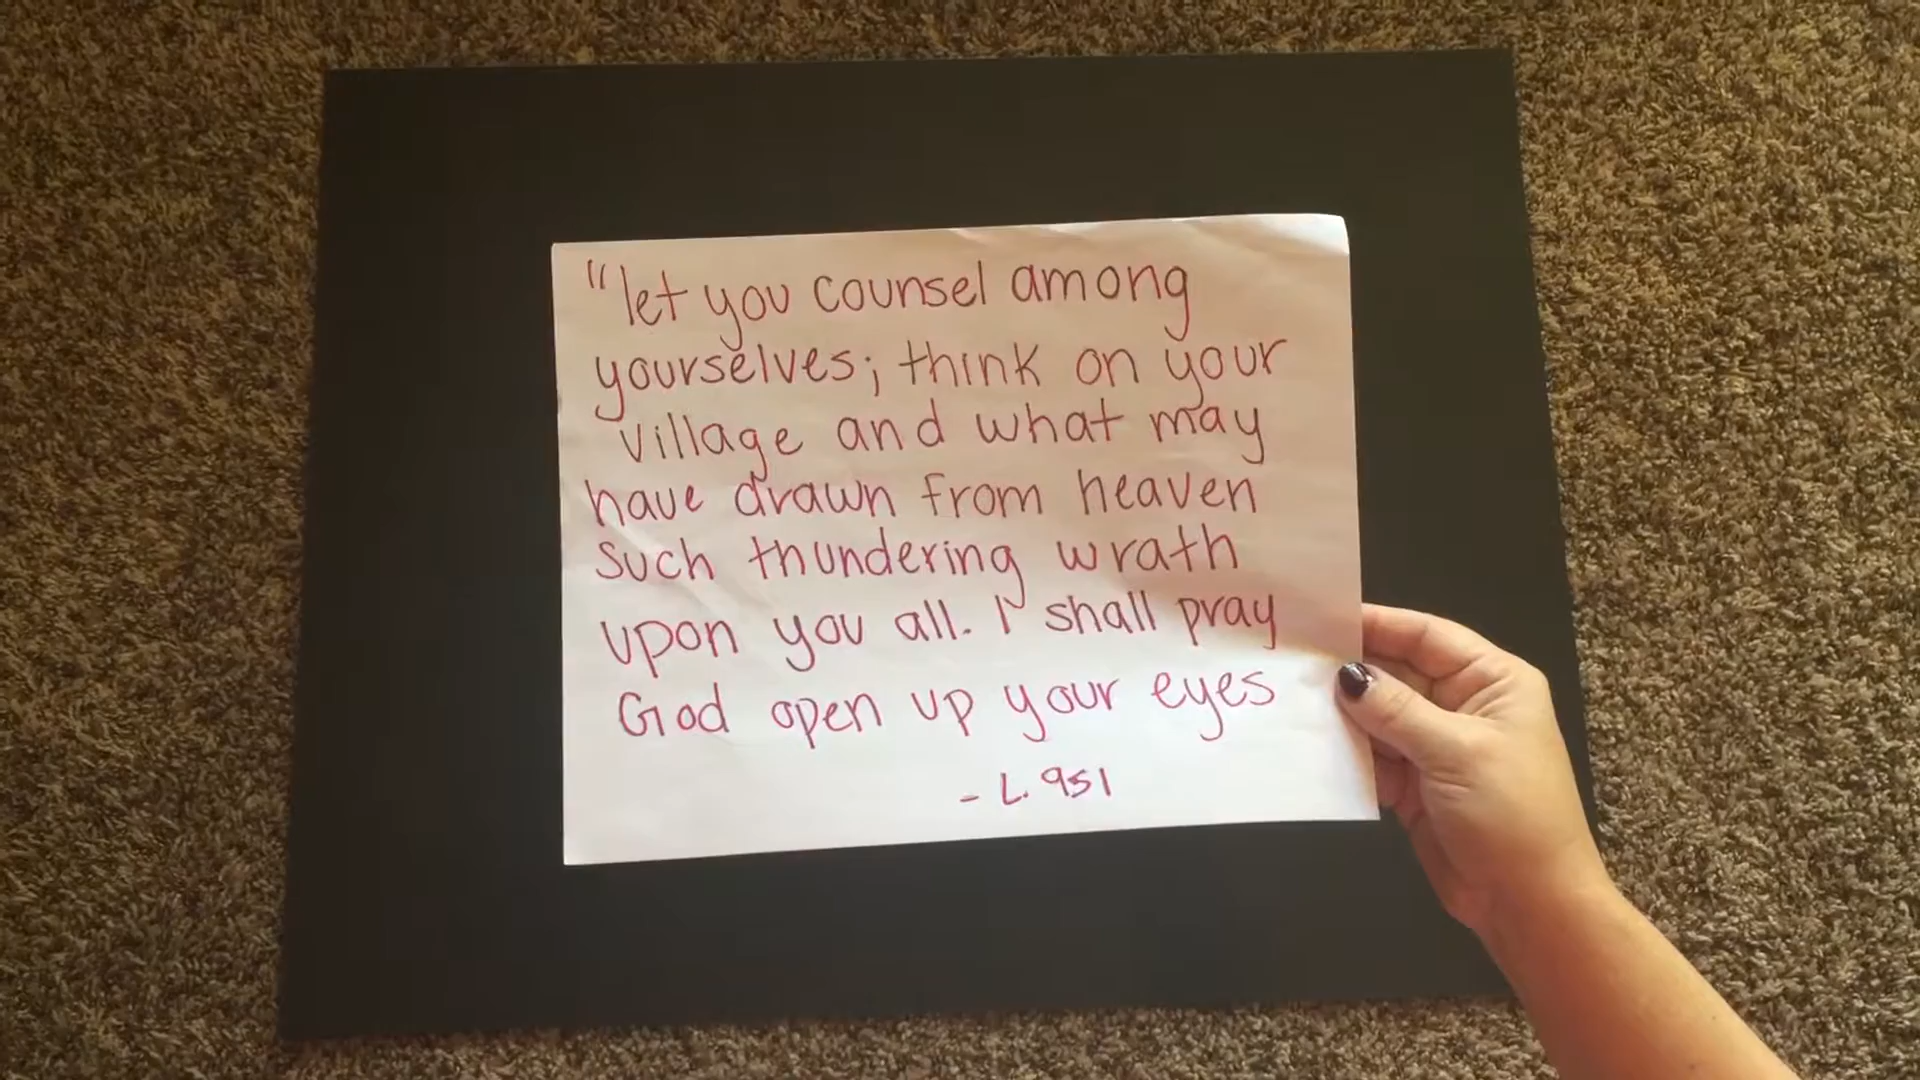 "let you counsel among
yourselves; think on your
village and what may
have drawn from heaven
such thundering wrath
upon you all. I shall pray
God open up your eyes
- L. 951